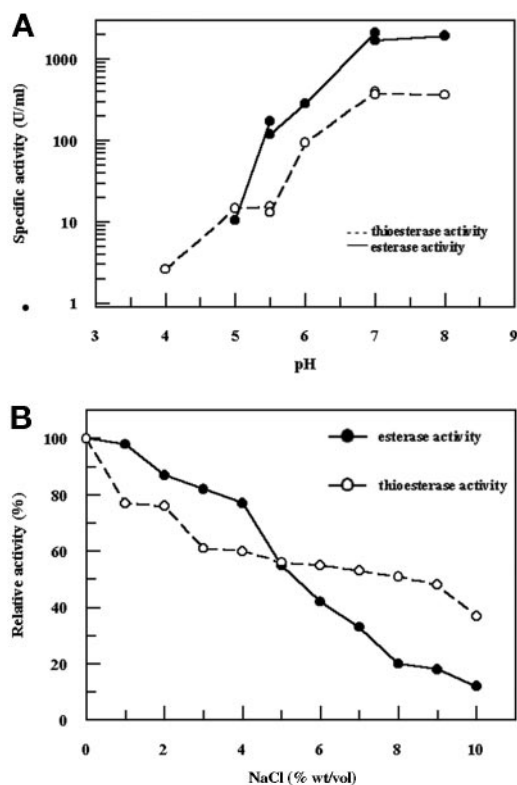 A
Specific activity (U/ml)
1000
100
10
1
thioesterase activity
esterase activity
3 4 5 6 7 8 9
pH
B
Relative activity (%)
100
80
60
40
20
0
esterase activity
thioesterase activity
0 2 4 6 8 10
NaCl (% wt/vol)